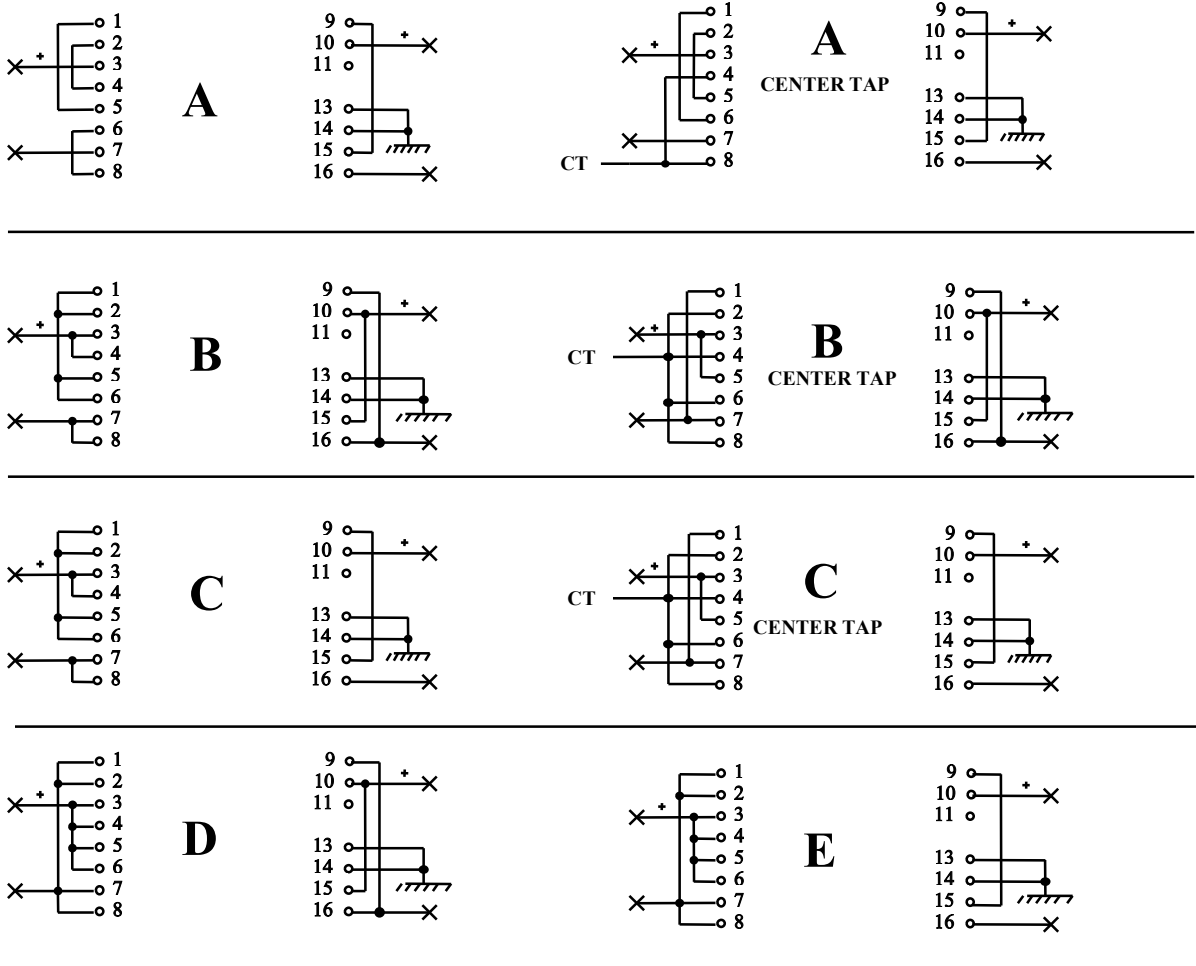 1 9 + 1 9
2 10 + 2 A 10 +
+ 3 11 + 3 11
4 A 4 CENTER TAP
5 13 5 13
6 14 6 14
7 15 7 15
8 16 CT 8 16
1 9 1 9
2 10 + 2 10 +
+ 3 11 + 3 B 11
4 B CT 4
5 13 5 CENTER TAP 13
6 14 6 14
7 15 7 15
8 16 8 16
1 9 1 9
2 10 + 2 10 +
+ 3 11 + 3 C 11
4 C CT 4
5 13 5 CENTER TAP 13
6 14 6 14
7 15 7 15
8 16 8 16
1 9 1 9
2 10 + 2 10 +
+ 3 11 + 3 11
4 4
5 D 13 5 E 13
6 14 6 14
7 15 7 15
8 16 8 16